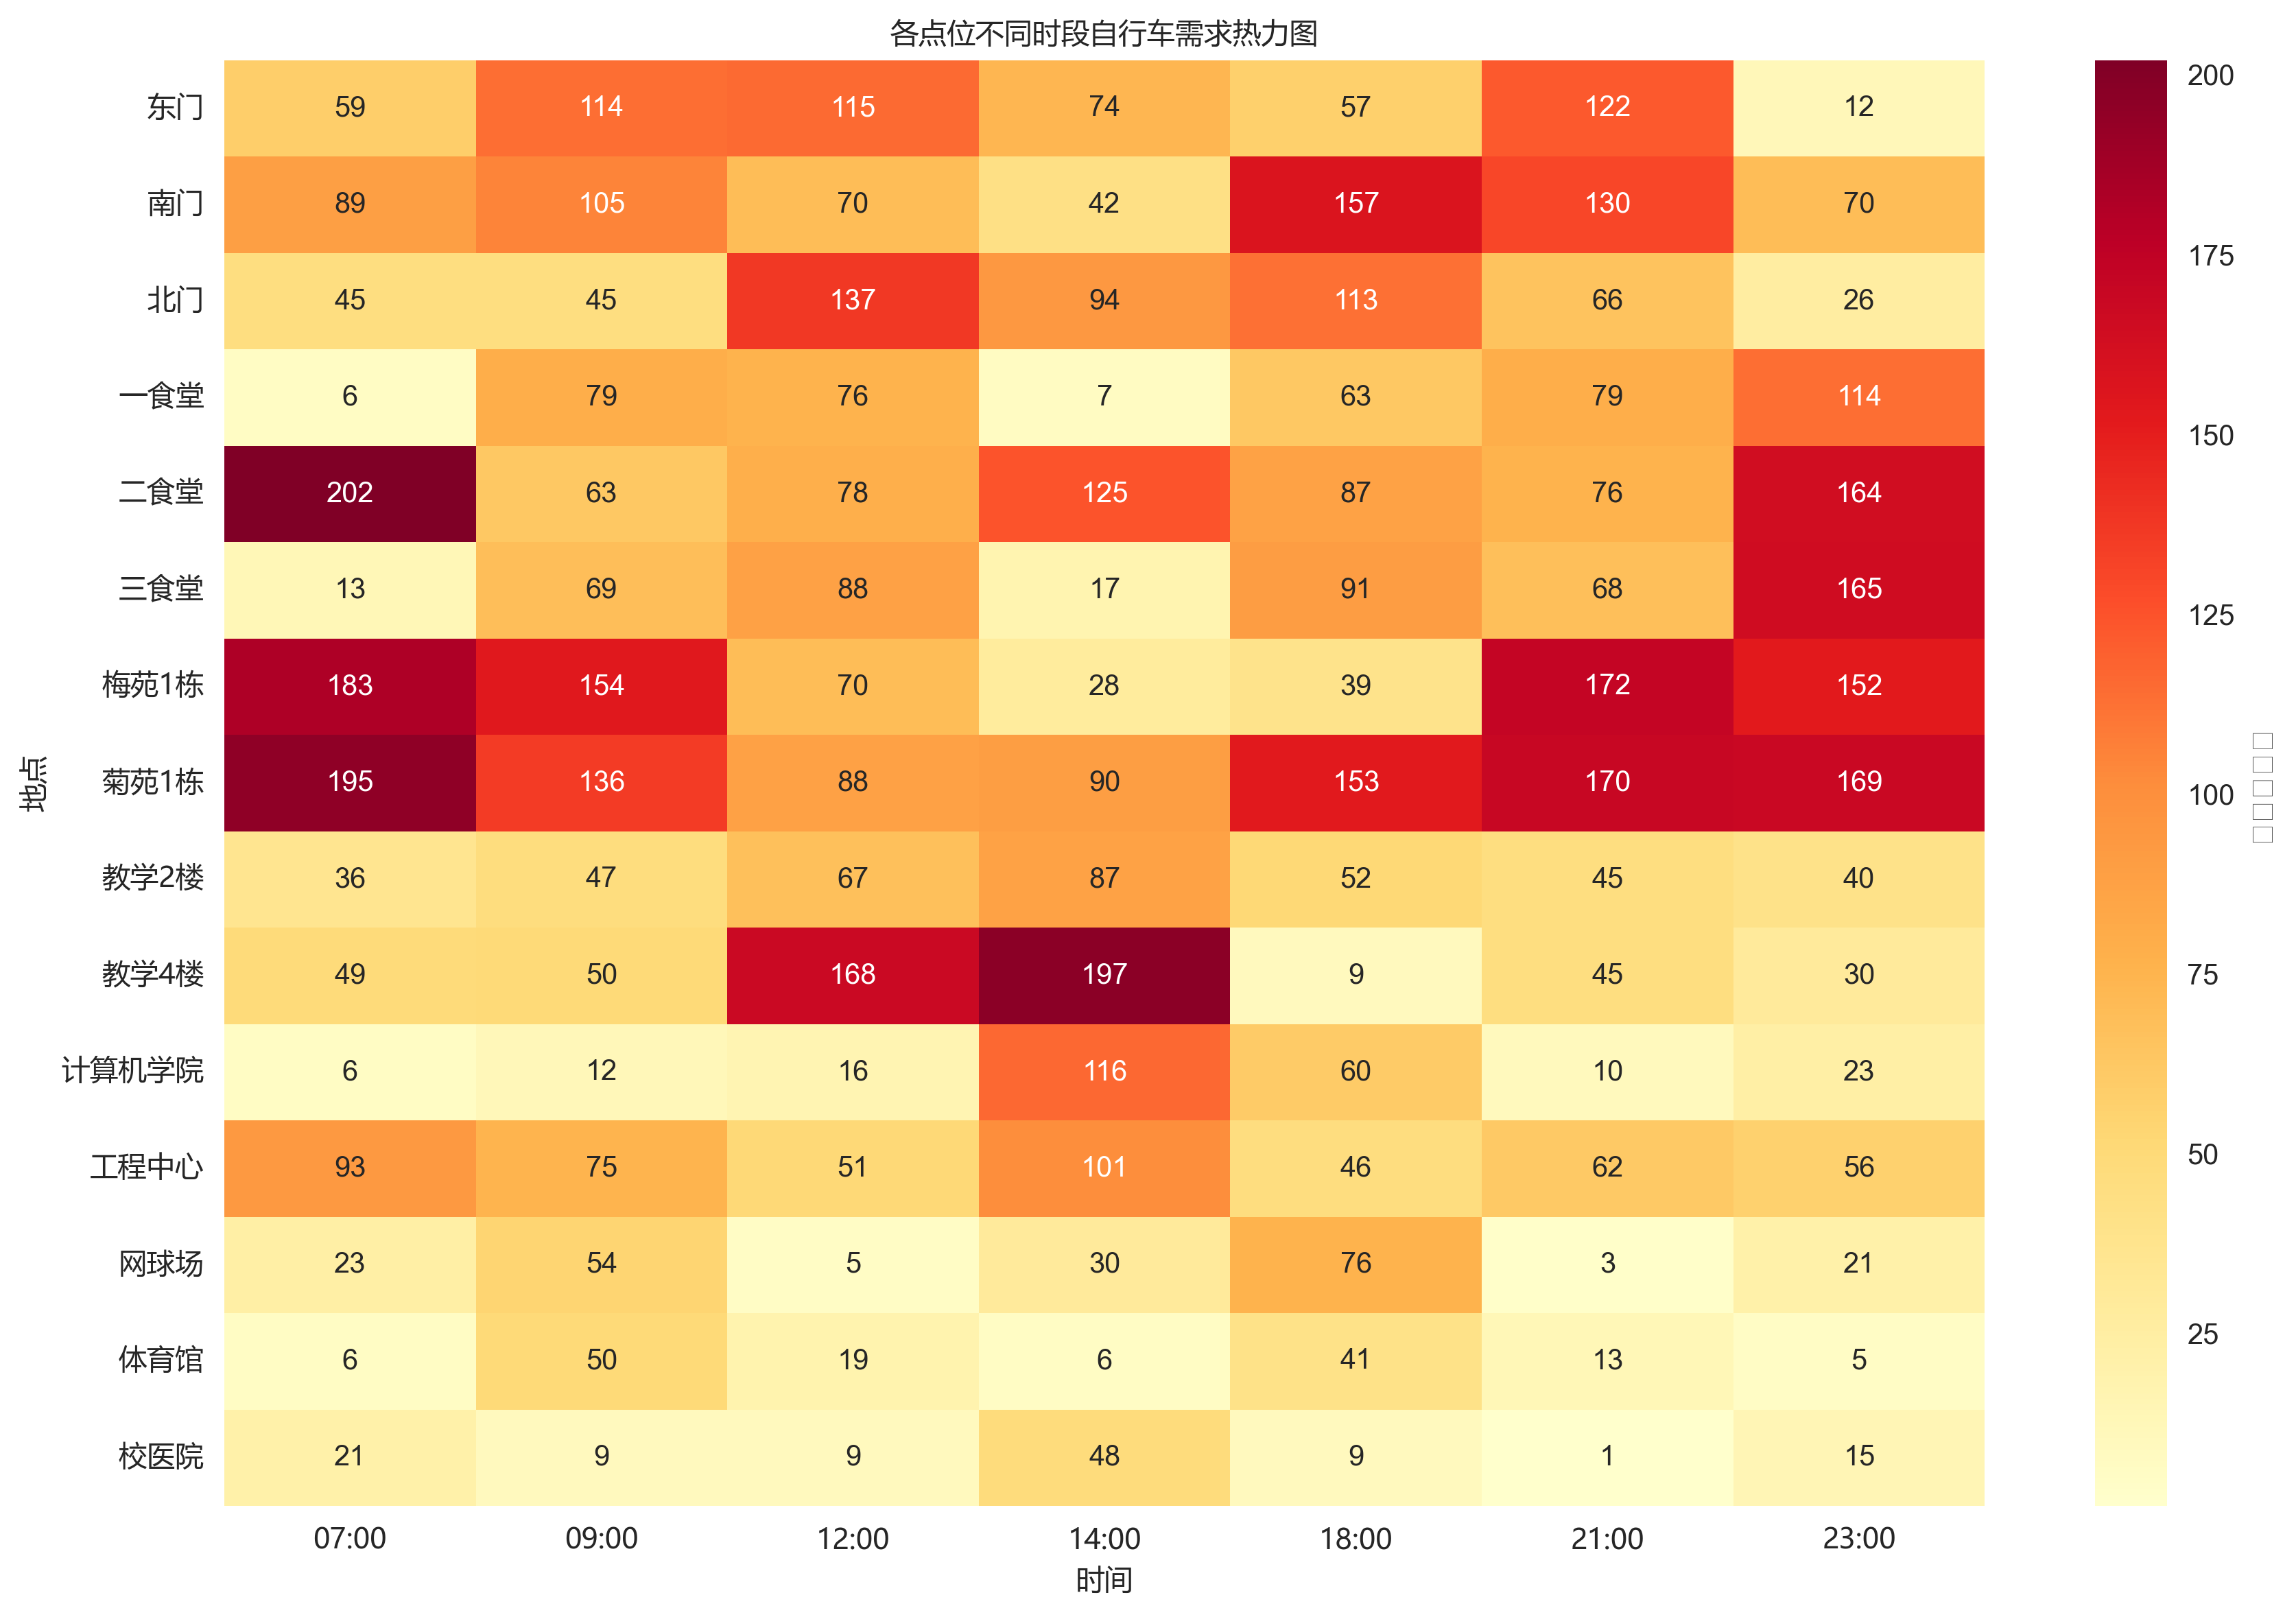 各点位不同时段自行车需求热力图
东门 59 114 115 74 57 122 12
南门 89 105 70 42 157 130 70
北门 45 45 137 94 113 66 26
一食堂 6 79 76 7 63 79 114
二食堂 202 63 78 125 87 76 164
三食堂 13 69 88 17 91 68 165
梅苑1栋 183 154 70 28 39 172 152
菊苑1栋 195 136 88 90 153 170 169
教学2楼 36 47 67 87 52 45 40
教学4楼 49 50 168 197 9 45 30
计算机学院 6 12 16 116 60 10 23
工程中心 93 75 51 101 46 62 56
网球场 23 54 5 30 76 3 21
体育馆 6 50 19 6 41 13 5
校医院 21 9 9 48 9 1 15
07:00 09:00 12:00 14:00 18:00 21:00 23:00
时间
地点
200
175
150
125
100
75
50
25